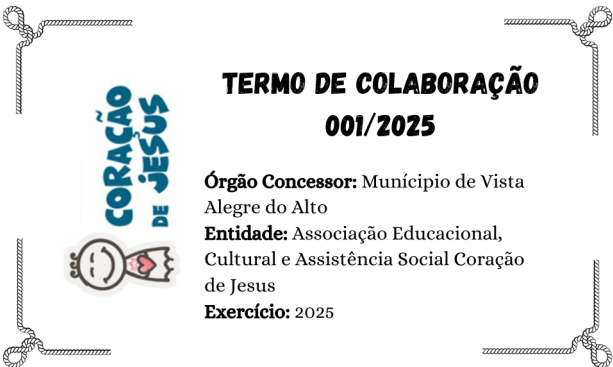 CORAÇÃO
DE JESUS
TERMO DE COLABORAÇÃO
001/2025
Órgão Concessor: Munícipio de Vista
Alegre do Alto
Entidade: Associação Educacional,
Cultural e Assistência Social Coração
de Jesus
Exercício: 2025